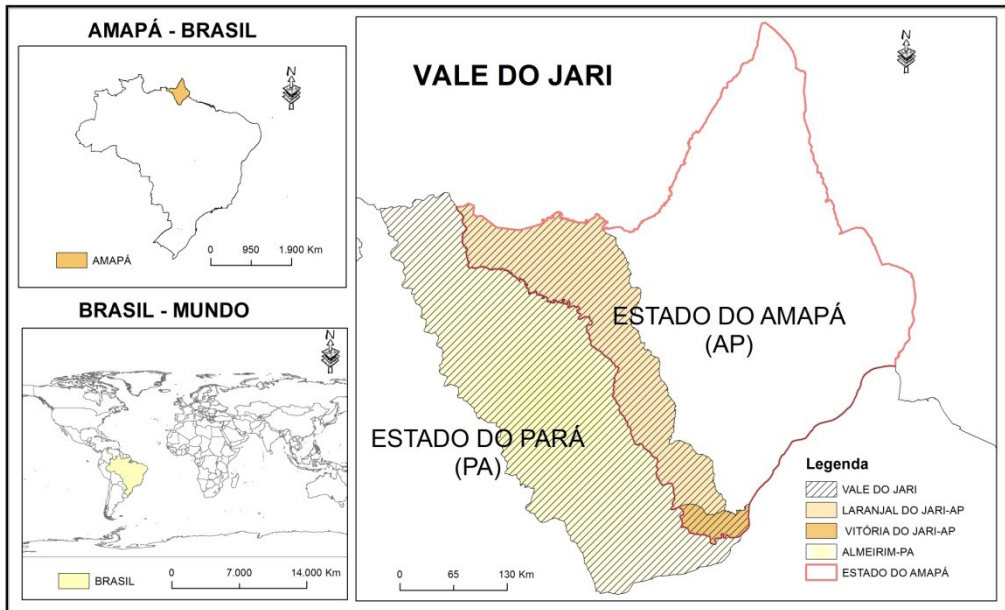 AMAPÁ - BRASIL
N
AMAPÁ
0 950 1.900 Km
BRASIL - MUNDO
N
BRASIL
0 7.000 14.000 Km
VALE DO JARI
N
ESTADO DO AMAPÁ
(AP)
ESTADO DO PARÁ
(PA)
Legenda
VALE DO JARI
LARANJAL DO JARI-AP
VITÓRIA DO JARI-AP
ALMEIRIM-PA
ESTADO DO AMAPÁ
0 65 130 Km